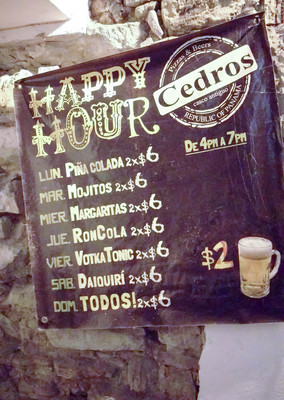 HAPPY
HOUR
Pizzas & Beers
Cedros
casco antiguo
REPUBLIC OF PANAMA
DE 4PM A 7PM
LUN. PIÑA COLADA 2x$6
MAR. MOJITOS 2x$6
MIER. MARGARITAS 2x$6
JUE. RONCOLA 2x$6
VIER. VOTKATONIC 2x$6
SAB. DAIQUIRÍ 2x$6
DOM. TODOS! 2x$6
$2